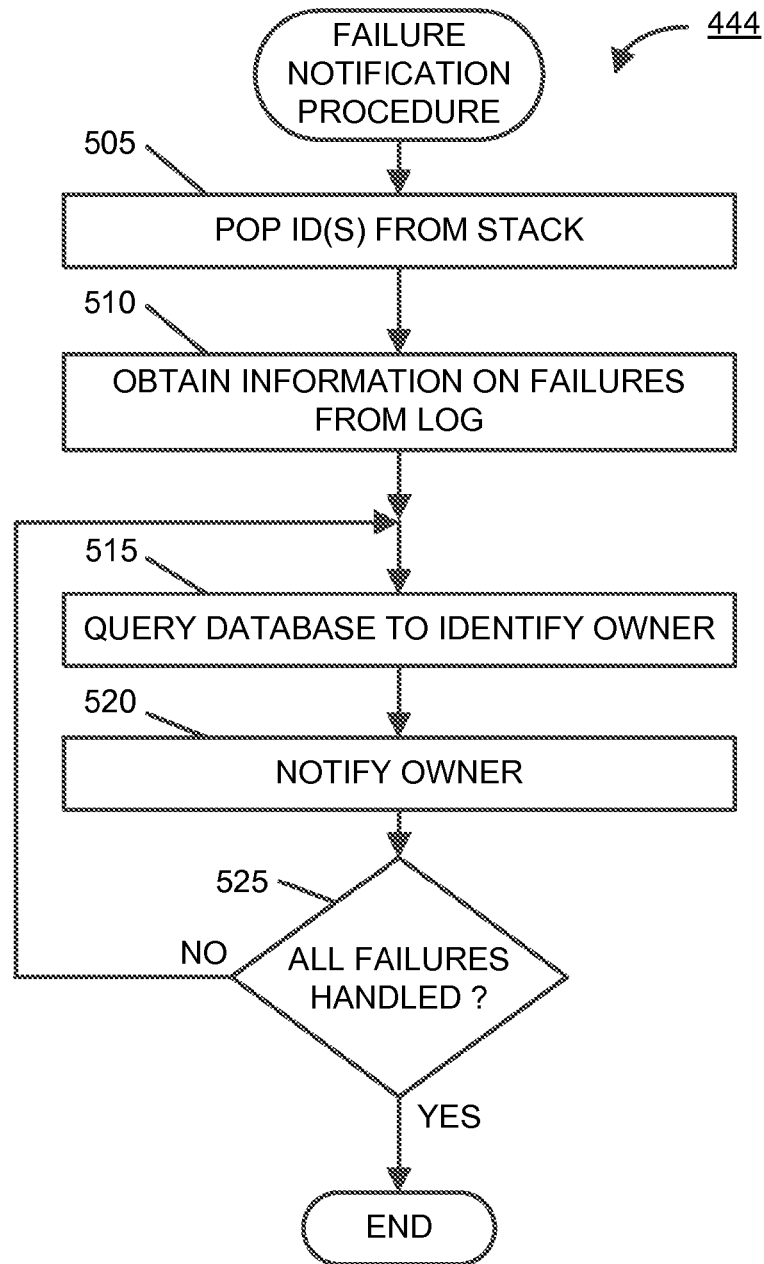 FAILURE
NOTIFICATION
PROCEDURE
444
505
POP ID(S) FROM STACK
510
OBTAIN INFORMATION ON FAILURES
FROM LOG
515
QUERY DATABASE TO IDENTIFY OWNER
520
NOTIFY OWNER
525
NO
ALL FAILURES
HANDLED ?
YES
END